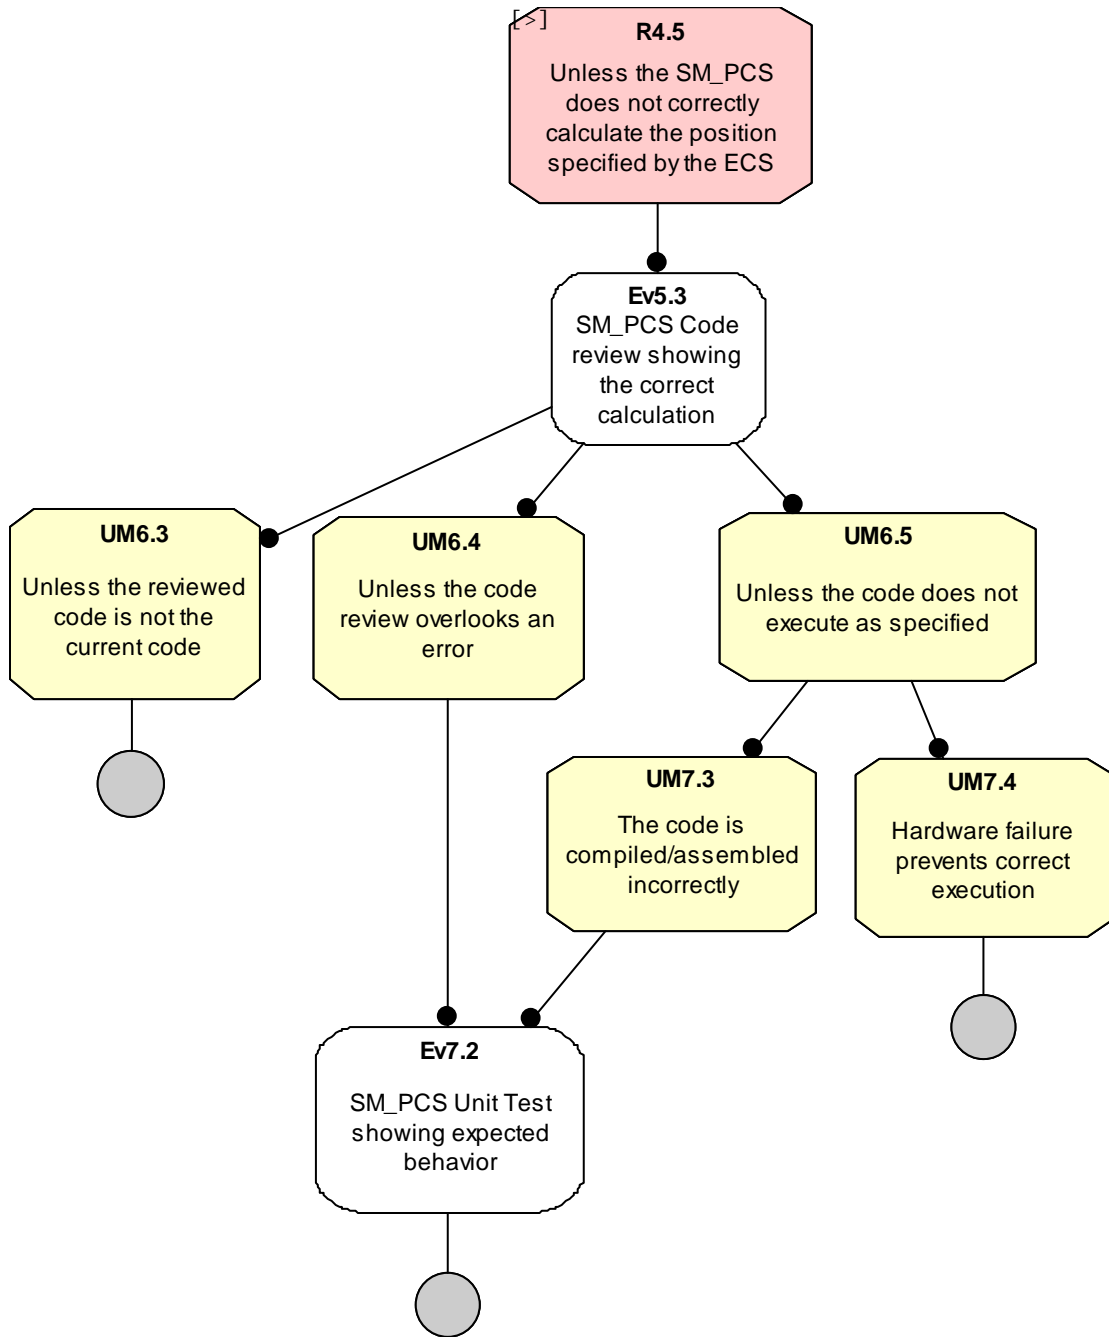 [>]
R4.5
Unless the SM_PCS
does not correctly
calculate the position
specified by the ECS
Ev5.3
SM_PCS Code
review showing
the correct
calculation
UM6.3
Unless the reviewed
code is not the
current code
UM6.4
Unless the code
review overlooks an
error
UM6.5
Unless the code does not
execute as specified
UM7.3
The code is
compiled/assembled
incorrectly
UM7.4
Hardware failure
prevents correct
execution
Ev7.2
SM_PCS Unit Test
showing expected
behavior